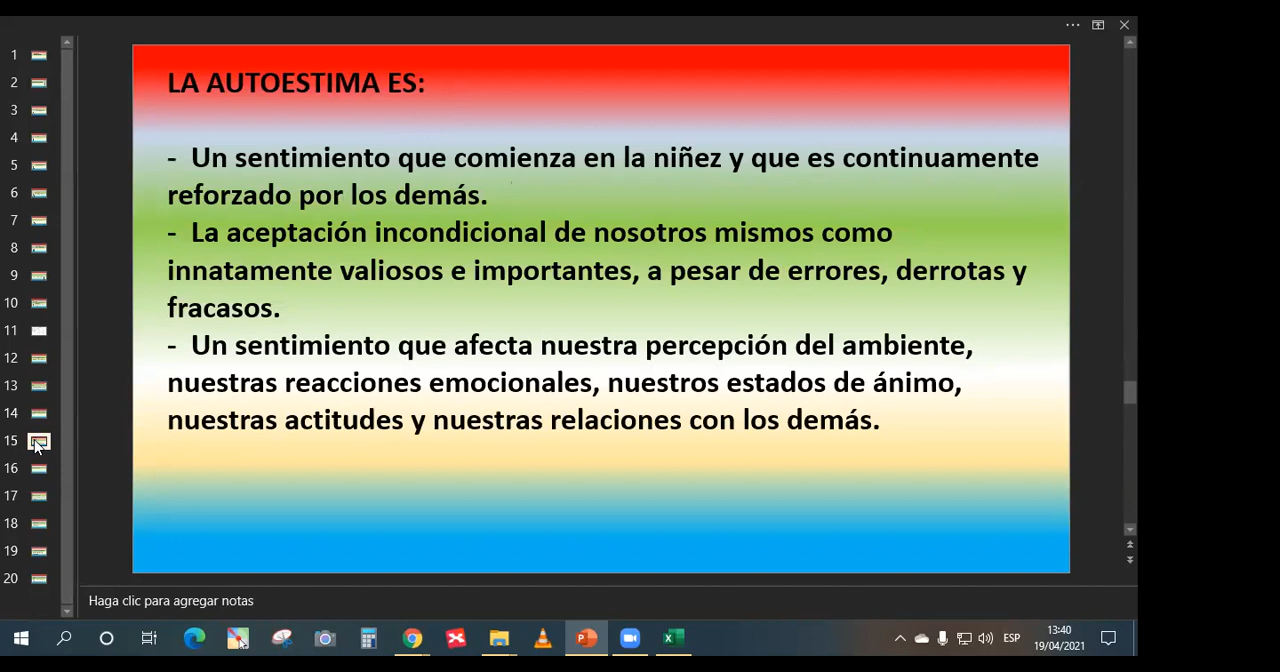 1
2
3
4
5
6
7
8
9
10
11
12
13
14
15
16
17
18
19
20
LA AUTOESTIMA ES:
- Un sentimiento que comienza en la niñez y que es continuamente
reforzado por los demás.
- La aceptación incondicional de nosotros mismos como
innatamente valiosos e importantes, a pesar de errores, derrotas y
fracasos.
- Un sentimiento que afecta nuestra percepción del ambiente,
nuestras reacciones emocionales, nuestros estados de ánimo,
nuestras actitudes y nuestras relaciones con los demás.
Haga clic para agregar notas
ESP
13:40
19/04/2021